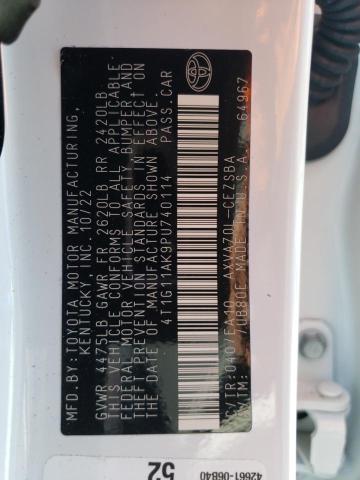 MFD.BY:TOYOTA MOTOR MANUFACTURING,
KENTUCKY, INC. 10/22
GVWR 4475LB GAWR FR 2620LB RR 2420LB
THIS VEHICLE CONFORMS TO ALL APPLICABLE
FEDERAL MOTOR VEHICLE SAFETY, BUMPER, AND
THEFT PREVENTION STANDARDS IN EFFECT ON
THE DATE OF MANUFACTURE SHOWN ABOVE.
4T1G11AK9PU740114 PASS.CAR
C/TR:040/EA10 AXVA70L-CEZSBA
A/TM: /UB80E MADE IN U.S.A. 64967
42661-06B40
52